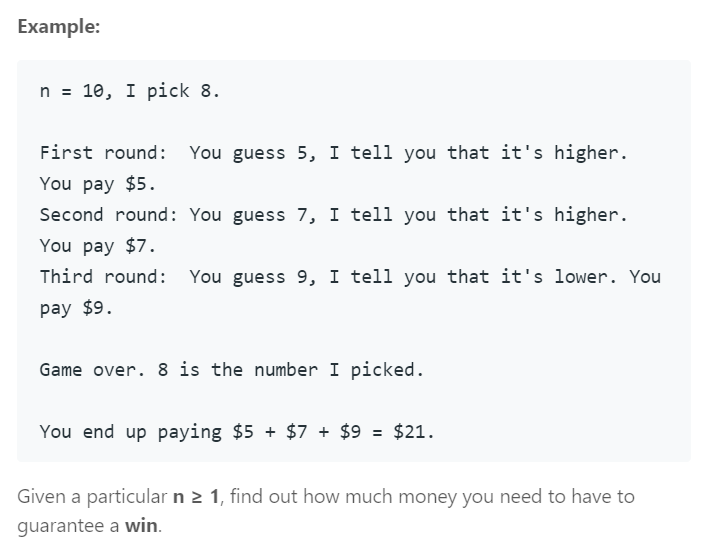 Example:
n = 10, I pick 8.
First round:  You guess 5, I tell you that it's higher.
You pay $5.
Second round: You guess 7, I tell you that it's higher.
You pay $7.
Third round:  You guess 9, I tell you that it's lower. You
pay $9.
Game over. 8 is the number I picked.
You end up paying $5 + $7 + $9 = $21.
Given a particular n ≥ 1, find out how much money you need to have to
guarantee a win.